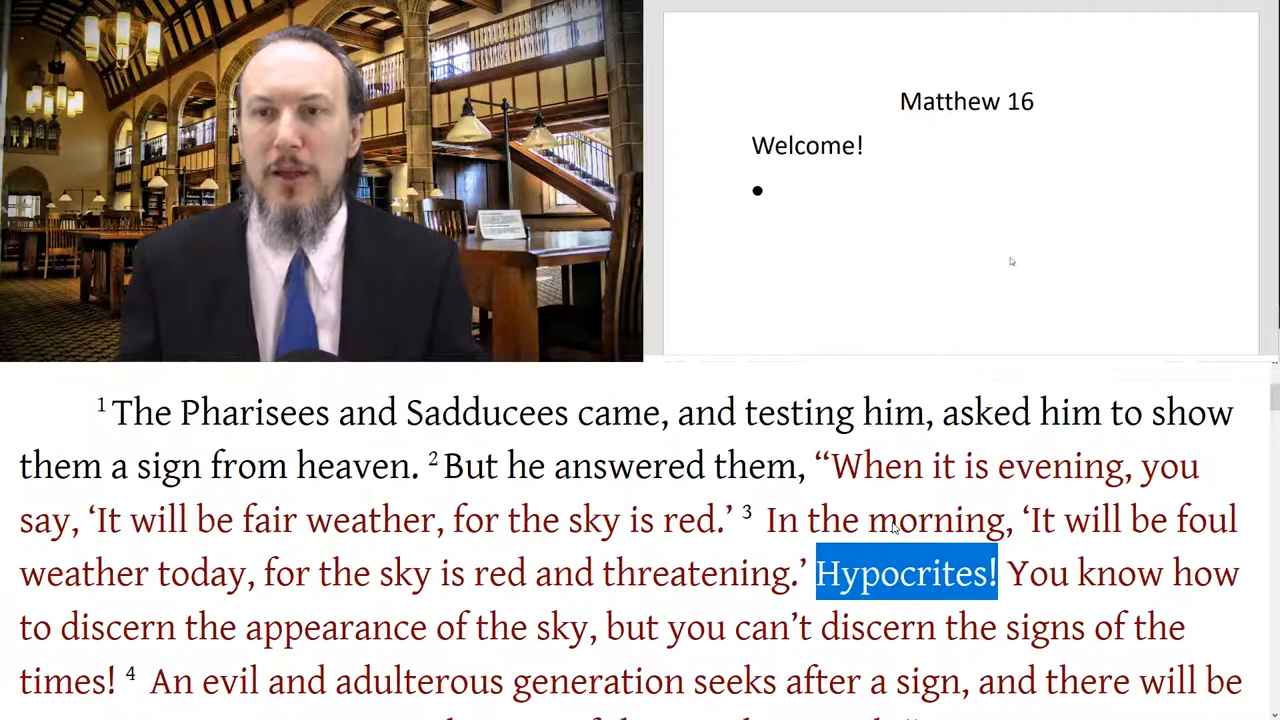 Matthew 16
Welcome!
•
1 The Pharisees and Sadducees came, and testing him, asked him to show
them a sign from heaven. 2 But he answered them, “When it is evening, you
say, ‘It will be fair weather, for the sky is red.’ 3 In the morning, ‘It will be foul
weather today, for the sky is red and threatening.’ Hypocrites! You know how
to discern the appearance of the sky, but you can’t discern the signs of the
times! 4 An evil and adulterous generation seeks after a sign, and there will be